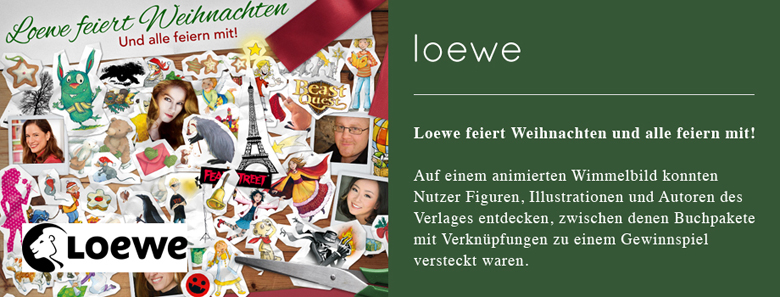 Loewe feiert Weihnachten
Und alle feiern mit!
Beast
Quest
FEAR STREET
LOEWE
loewe
Loewe feiert Weihnachten und alle feiern mit!
Auf einem animierten Wimmelbild konnten
Nutzer Figuren, Illustrationen und Autoren des
Verlages entdecken, zwischen denen Buchpakete
mit Verknüpfungen zu einem Gewinnspiel
versteckt waren.